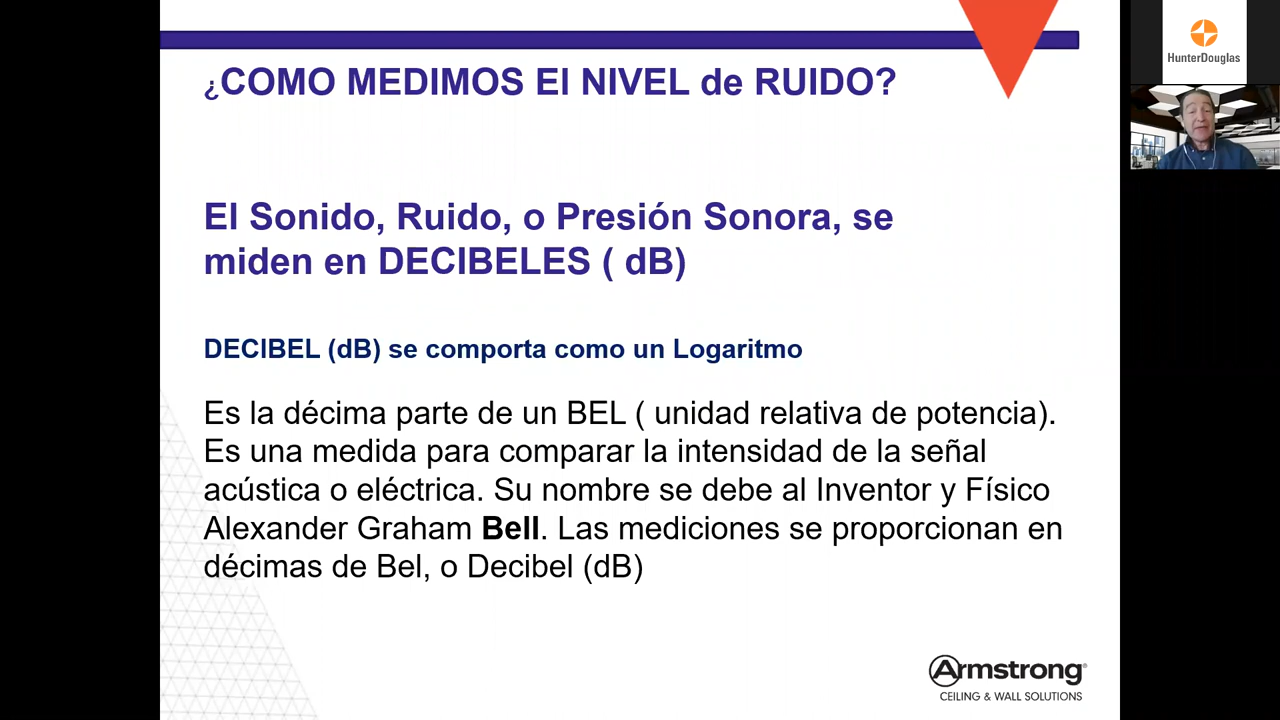 ¿COMO MEDIMOS El NIVEL de RUIDO?
El Sonido, Ruido, o Presión Sonora, se
miden en DECIBELES ( dB)
DECIBEL (dB) se comporta como un Logaritmo
Es la décima parte de un BEL ( unidad relativa de potencia).
Es una medida para comparar la intensidad de la señal
acústica o eléctrica. Su nombre se debe al Inventor y Físico
Alexander Graham Bell. Las mediciones se proporcionan en
décimas de Bel, o Decibel (dB)
Armstrong®
CEILING & WALL SOLUTIONS
HunterDouglas